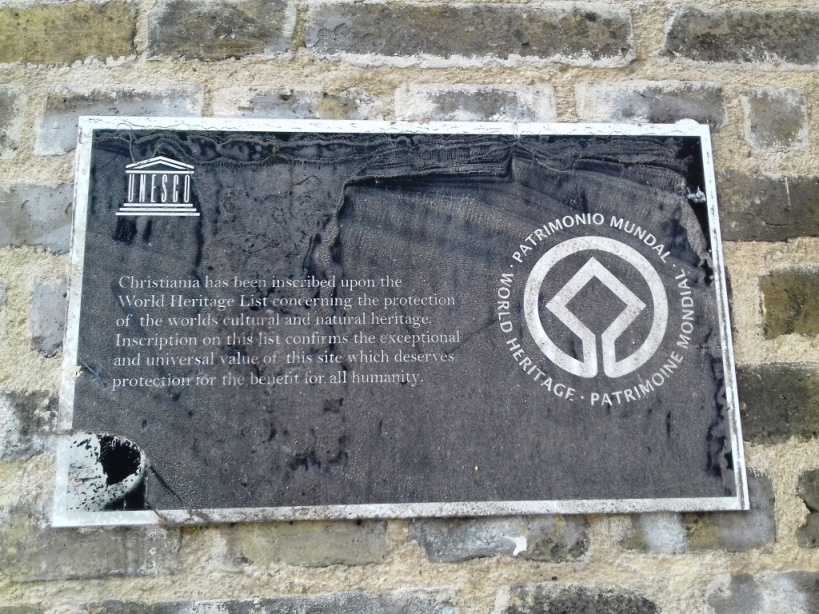 UNESCO
Christiania has been inscribed upon the
World Heritage List concerning the protection
of the worlds cultural and natural heritage.
Inscription on this list confirms the exceptional
and universal value of this site which deserves
protection for the benefit for all humanity.
WORLD HERITAGE · PATRIMONIO MUNDAL · PATRIMOINE MONDIAL ·